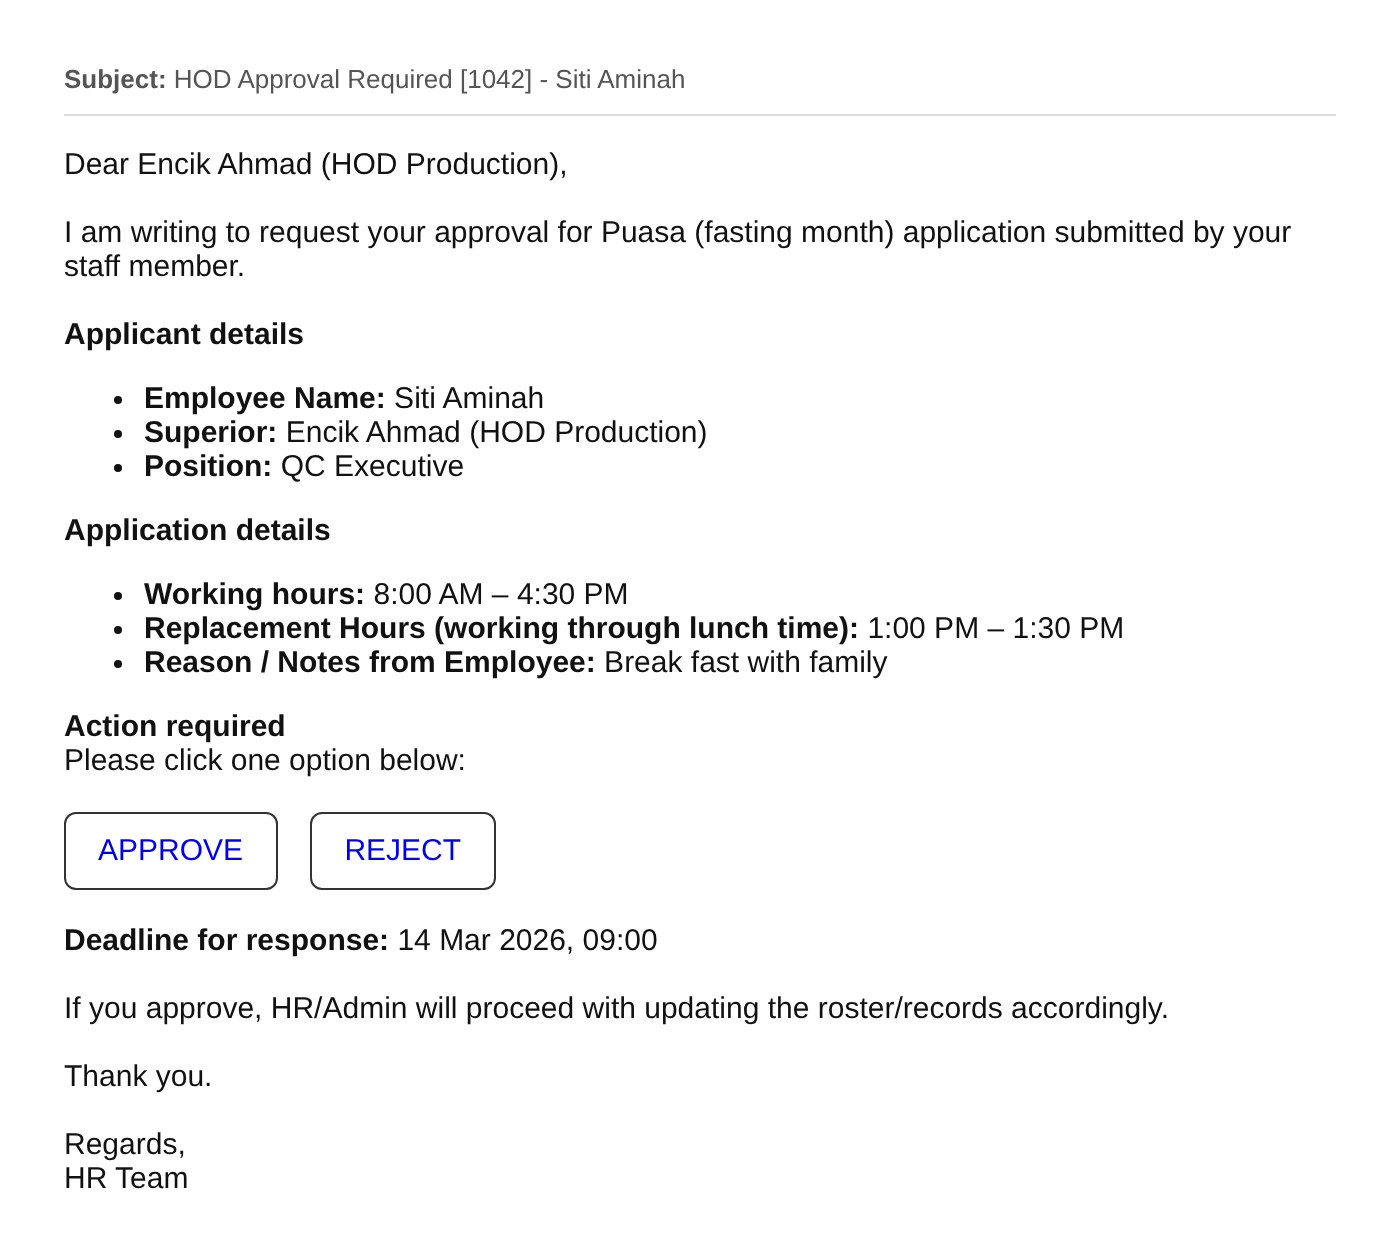 Subject: HOD Approval Required [1042] - Siti Aminah
Dear Encik Ahmad (HOD Production),
I am writing to request your approval for Puasa (fasting month) application submitted by your
staff member.
Applicant details
• Employee Name: Siti Aminah
• Superior: Encik Ahmad (HOD Production)
• Position: QC Executive
Application details
• Working hours: 8:00 AM – 4:30 PM
• Replacement Hours (working through lunch time): 1:00 PM – 1:30 PM
• Reason / Notes from Employee: Break fast with family
Action required
Please click one option below:
APPROVE REJECT
Deadline for response: 14 Mar 2026, 09:00
If you approve, HR/Admin will proceed with updating the roster/records accordingly.
Thank you.
Regards,
HR Team